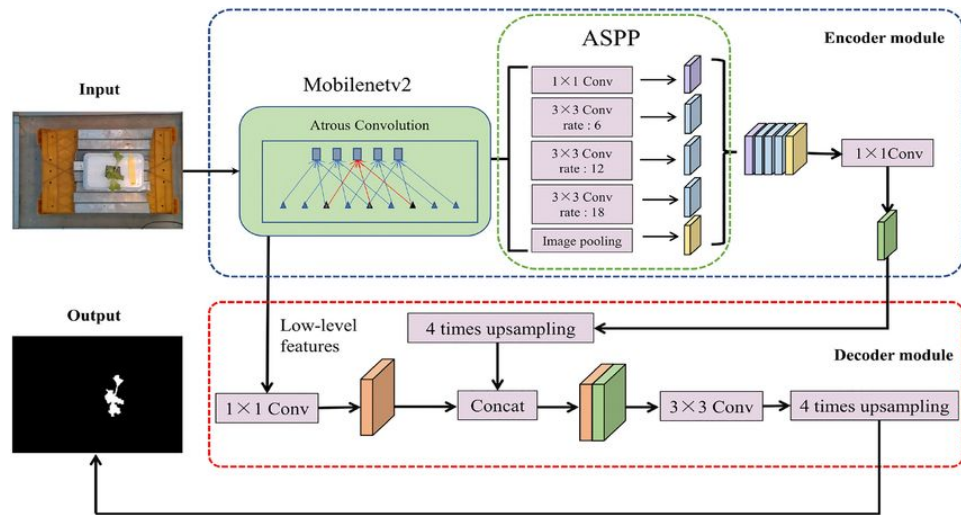 ASPP
Encoder module
Input
Mobilenetv2
Atrous Convolution
1×1 Conv
3×3 Conv
rate : 6
3×3 Conv
rate : 12
3×3 Conv
rate : 18
Image pooling
1×1Conv
Output
Low-level
features
4 times upsampling
Decoder module
1×1 Conv
Concat
3×3 Conv
4 times upsampling